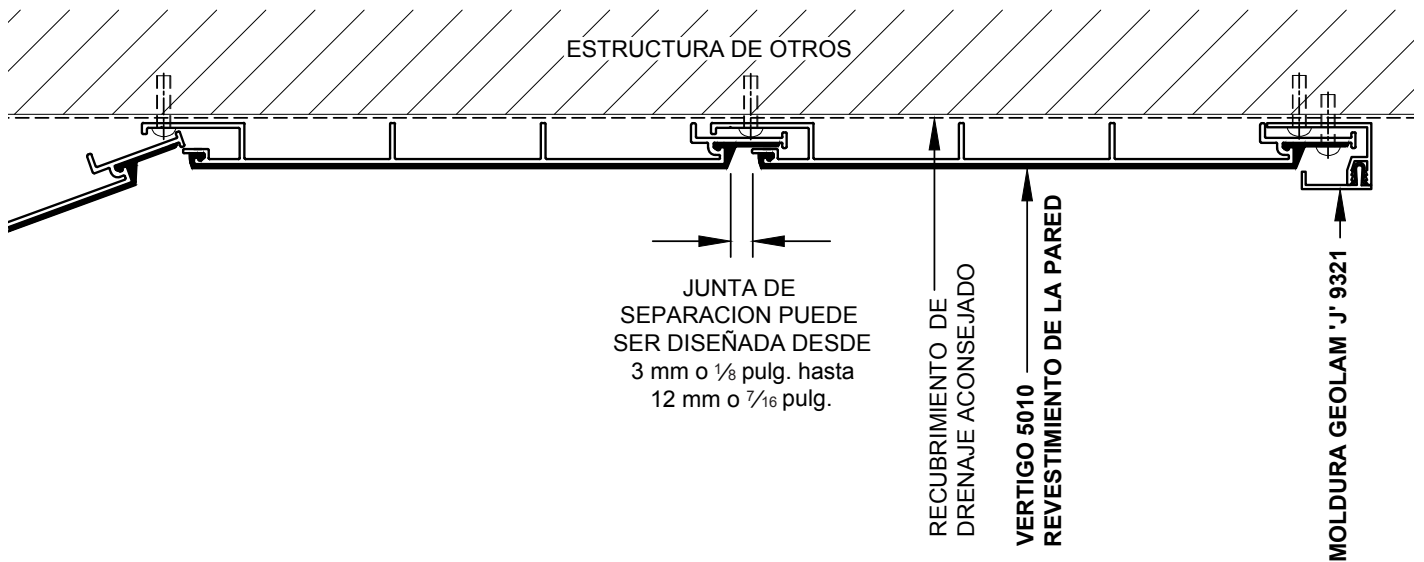 ESTRUCTURA DE OTROS
JUNTA DE
SEPARACION PUEDE
SER DISEÑADA DESDE
3 mm o 1⁄8 pulg. hasta
12 mm o 7⁄16 pulg.
RECUBRIMIENTO DE
DRENAJE ACONSEJADO
VERTIGO 5010
REVESTIMIENTO DE LA PARED
MOLDURA GEOLAM 'J' 9321